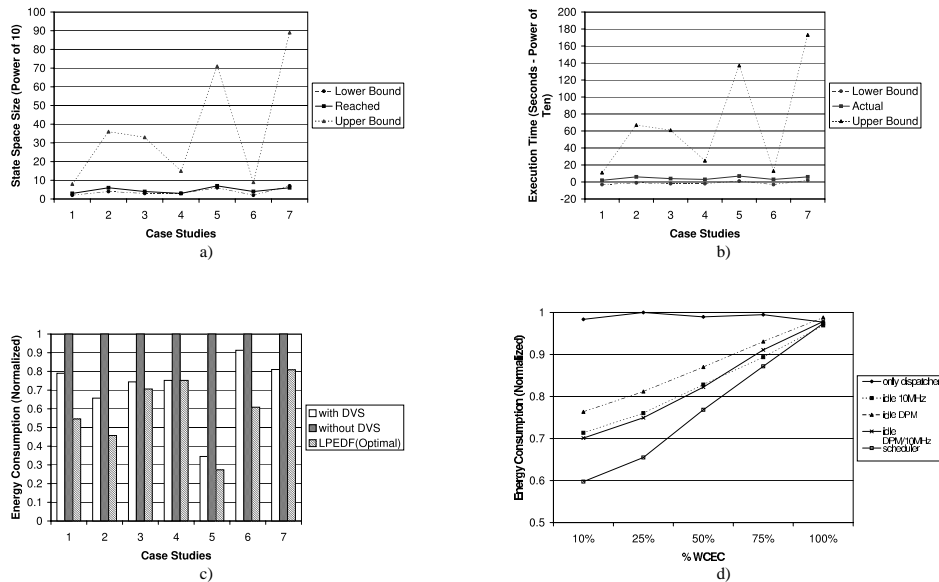 100
90
80
70
60
50
40
30
20
10
0
State Space Size (Power of 10)
1 2 3 4 5 6 7
Case Studies
Lower Bound
Reached
Upper Bound
a)
200
180
160
140
120
100
80
60
40
20
0
-20
Execution Time (Seconds - Power of
Ten)
1 2 3 4 5 6 7
Case Studies
Lower Bound
Actual
Upper Bound
b)
1
0.9
0.8
0.7
0.6
0.5
0.4
0.3
0.2
0.1
0
Energy Consumption (Normalized)
1 2 3 4 5 6 7
Case Studies
with DVS
without DVS
LPEDF(Optimal)
c)
1
0.9
0.8
0.7
0.6
0.5
Energy Consumption (Normalized)
10% 25% 50% 75% 100%
% WCEC
only dispatcher
idle 10MHz
idle DPM
idle
DPM/10MHz
scheduler
d)